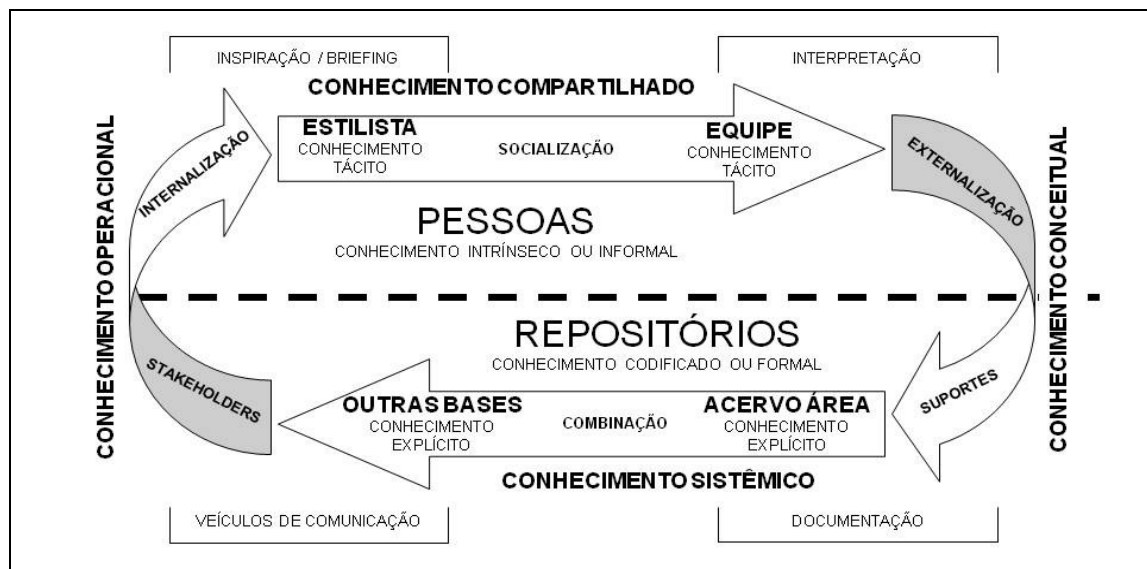 INSPIRAÇÃO / BRIEFING
INTERPRETAÇÃO
CONHECIMENTO COMPARTILHADO
ESTILISTA
CONHECIMENTO
TÁCITO
SOCIALIZAÇÃO
EQUIPE
CONHECIMENTO
TÁCITO
INTERNALIZAÇÃO
EXTERNALIZAÇÃO
CONHECIMENTO OPERACIONAL
CONHECIMENTO CONCEITUAL
PESSOAS
CONHECIMENTO INTRÍNSECO OU INFORMAL
REPOSITÓRIOS
CONHECIMENTO CODIFICADO OU FORMAL
STAKEHOLDERS
SUPORTES
OUTRAS BASES
CONHECIMENTO
EXPLÍCITO
COMBINAÇÃO
ACERVO ÁREA
CONHECIMENTO
EXPLÍCITO
CONHECIMENTO SISTÊMICO
VEÍCULOS DE COMUNICAÇÃO
DOCUMENTAÇÃO